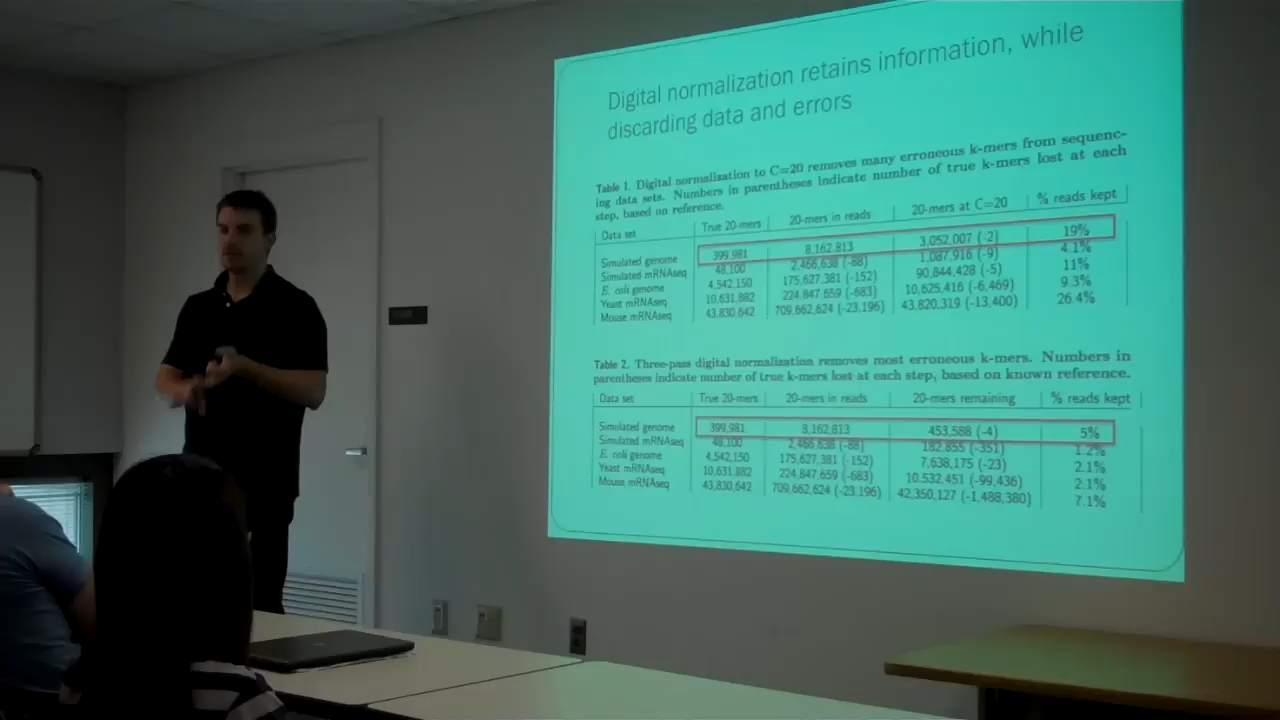 Digital normalization retains information, while
discarding data and errors
Table 1. Digital normalization to C=20 removes many erroneous k-mers from sequenc-
ing data sets. Numbers in parentheses indicate number of true k-mers lost at each
step, based on reference.
Data set True 20-mers 20-mers in reads 20-mers at C=20 % reads kept
Simulated genome 399,981 8,162,813 3,052,007 (-2) 19%
Simulated mRNAseq 48,100 2,466,638 (-88) 1,087,916 (-9) 4.1%
E. coli genome 4,542,150 175,627,381 (-152) 90,844,428 (-5) 11%
Yeast mRNAseq 10,631,882 224,847,659 (-683) 10,625,416 (-6,469) 9.3%
Mouse mRNAseq 43,830,642 709,662,624 (-23,196) 43,820,319 (-13,400) 26.4%
Table 2. Three-pass digital normalization removes most erroneous k-mers. Numbers in
parentheses indicate number of true k-mers lost at each step, based on known reference.
Data set True 20-mers 20-mers in reads 20-mers remaining % reads kept
Simulated genome 399,981 8,162,813 453,588 (-4) 5%
Simulated mRNAseq 48,100 2,466,638 (-88) 182,855 (-351) 1.2%
E. coli genome 4,542,150 175,627,381 (-152) 7,638,175 (-23) 2.1%
Yeast mRNAseq 10,631,882 224,847,659 (-683) 10,532,451 (-99,436) 2.1%
Mouse mRNAseq 43,830,642 709,662,624 (-23,196) 42,350,127 (-1,488,380) 7.1%